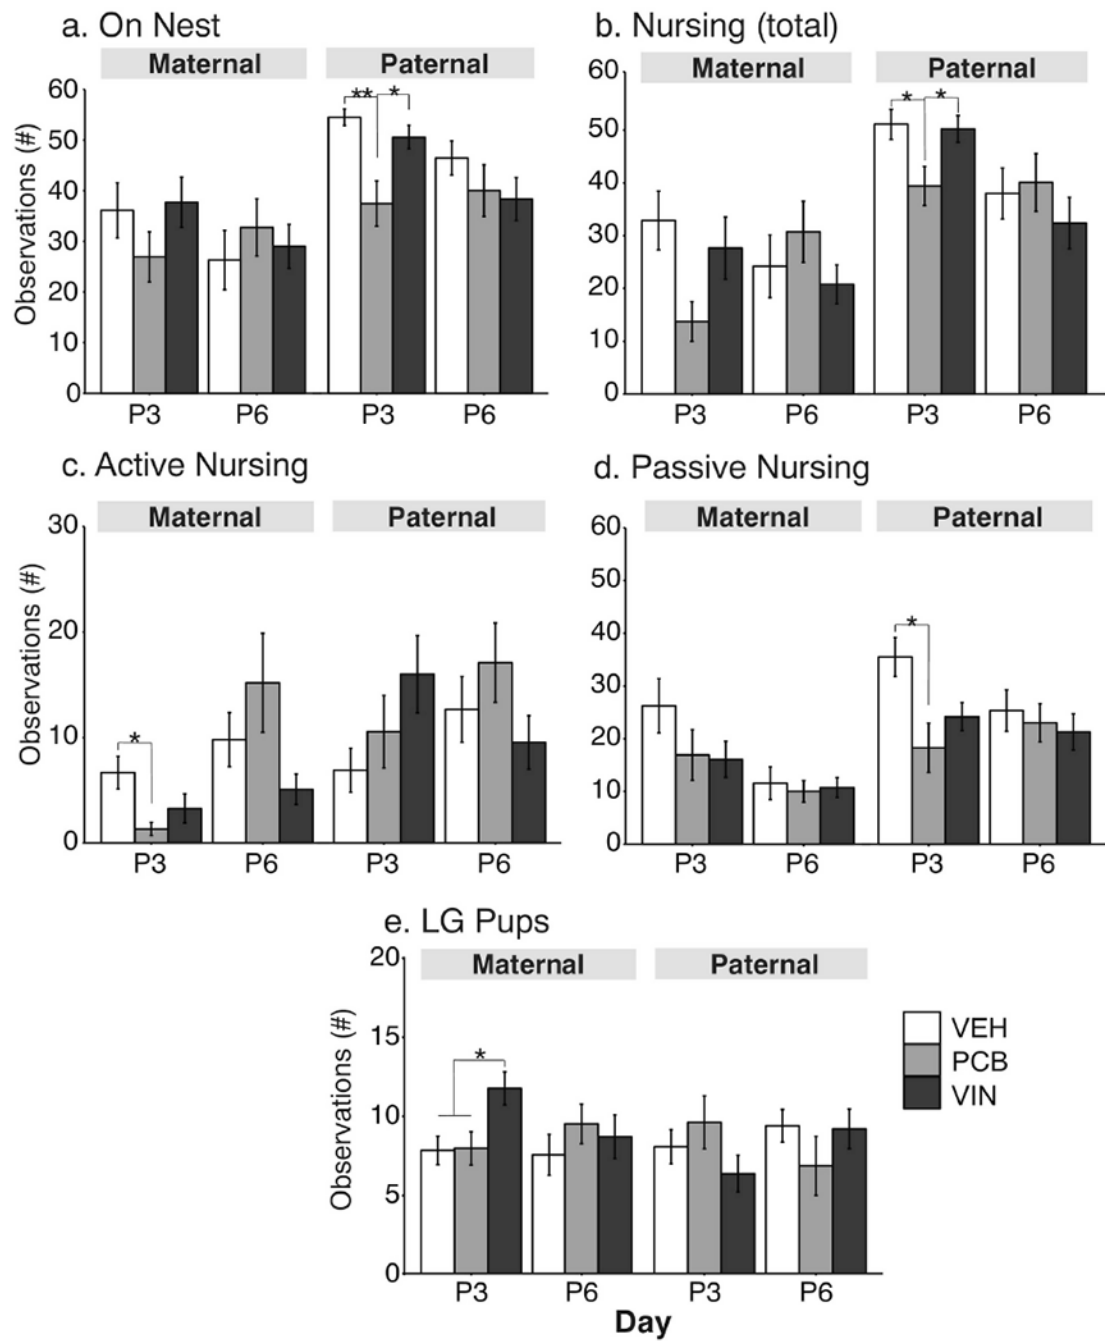 a. On Nest
b. Nursing (total)
Maternal Paternal
Maternal Paternal
Observations (#)
60
50
40
30
20
10
0
** *
P3 P6 P3 P6
60
50
40
30
20
10
0
* *
P3 P6 P3 P6
c. Active Nursing
d. Passive Nursing
Maternal Paternal
Maternal Paternal
Observations (#)
30
20
10
0
*
P3 P6 P3 P6
60
50
40
30
20
10
0
*
P3 P6 P3 P6
e. LG Pups
Maternal Paternal
Observations (#)
20
15
10
5
0
*
P3 P6 P3 P6
Day
VEH
PCB
VIN